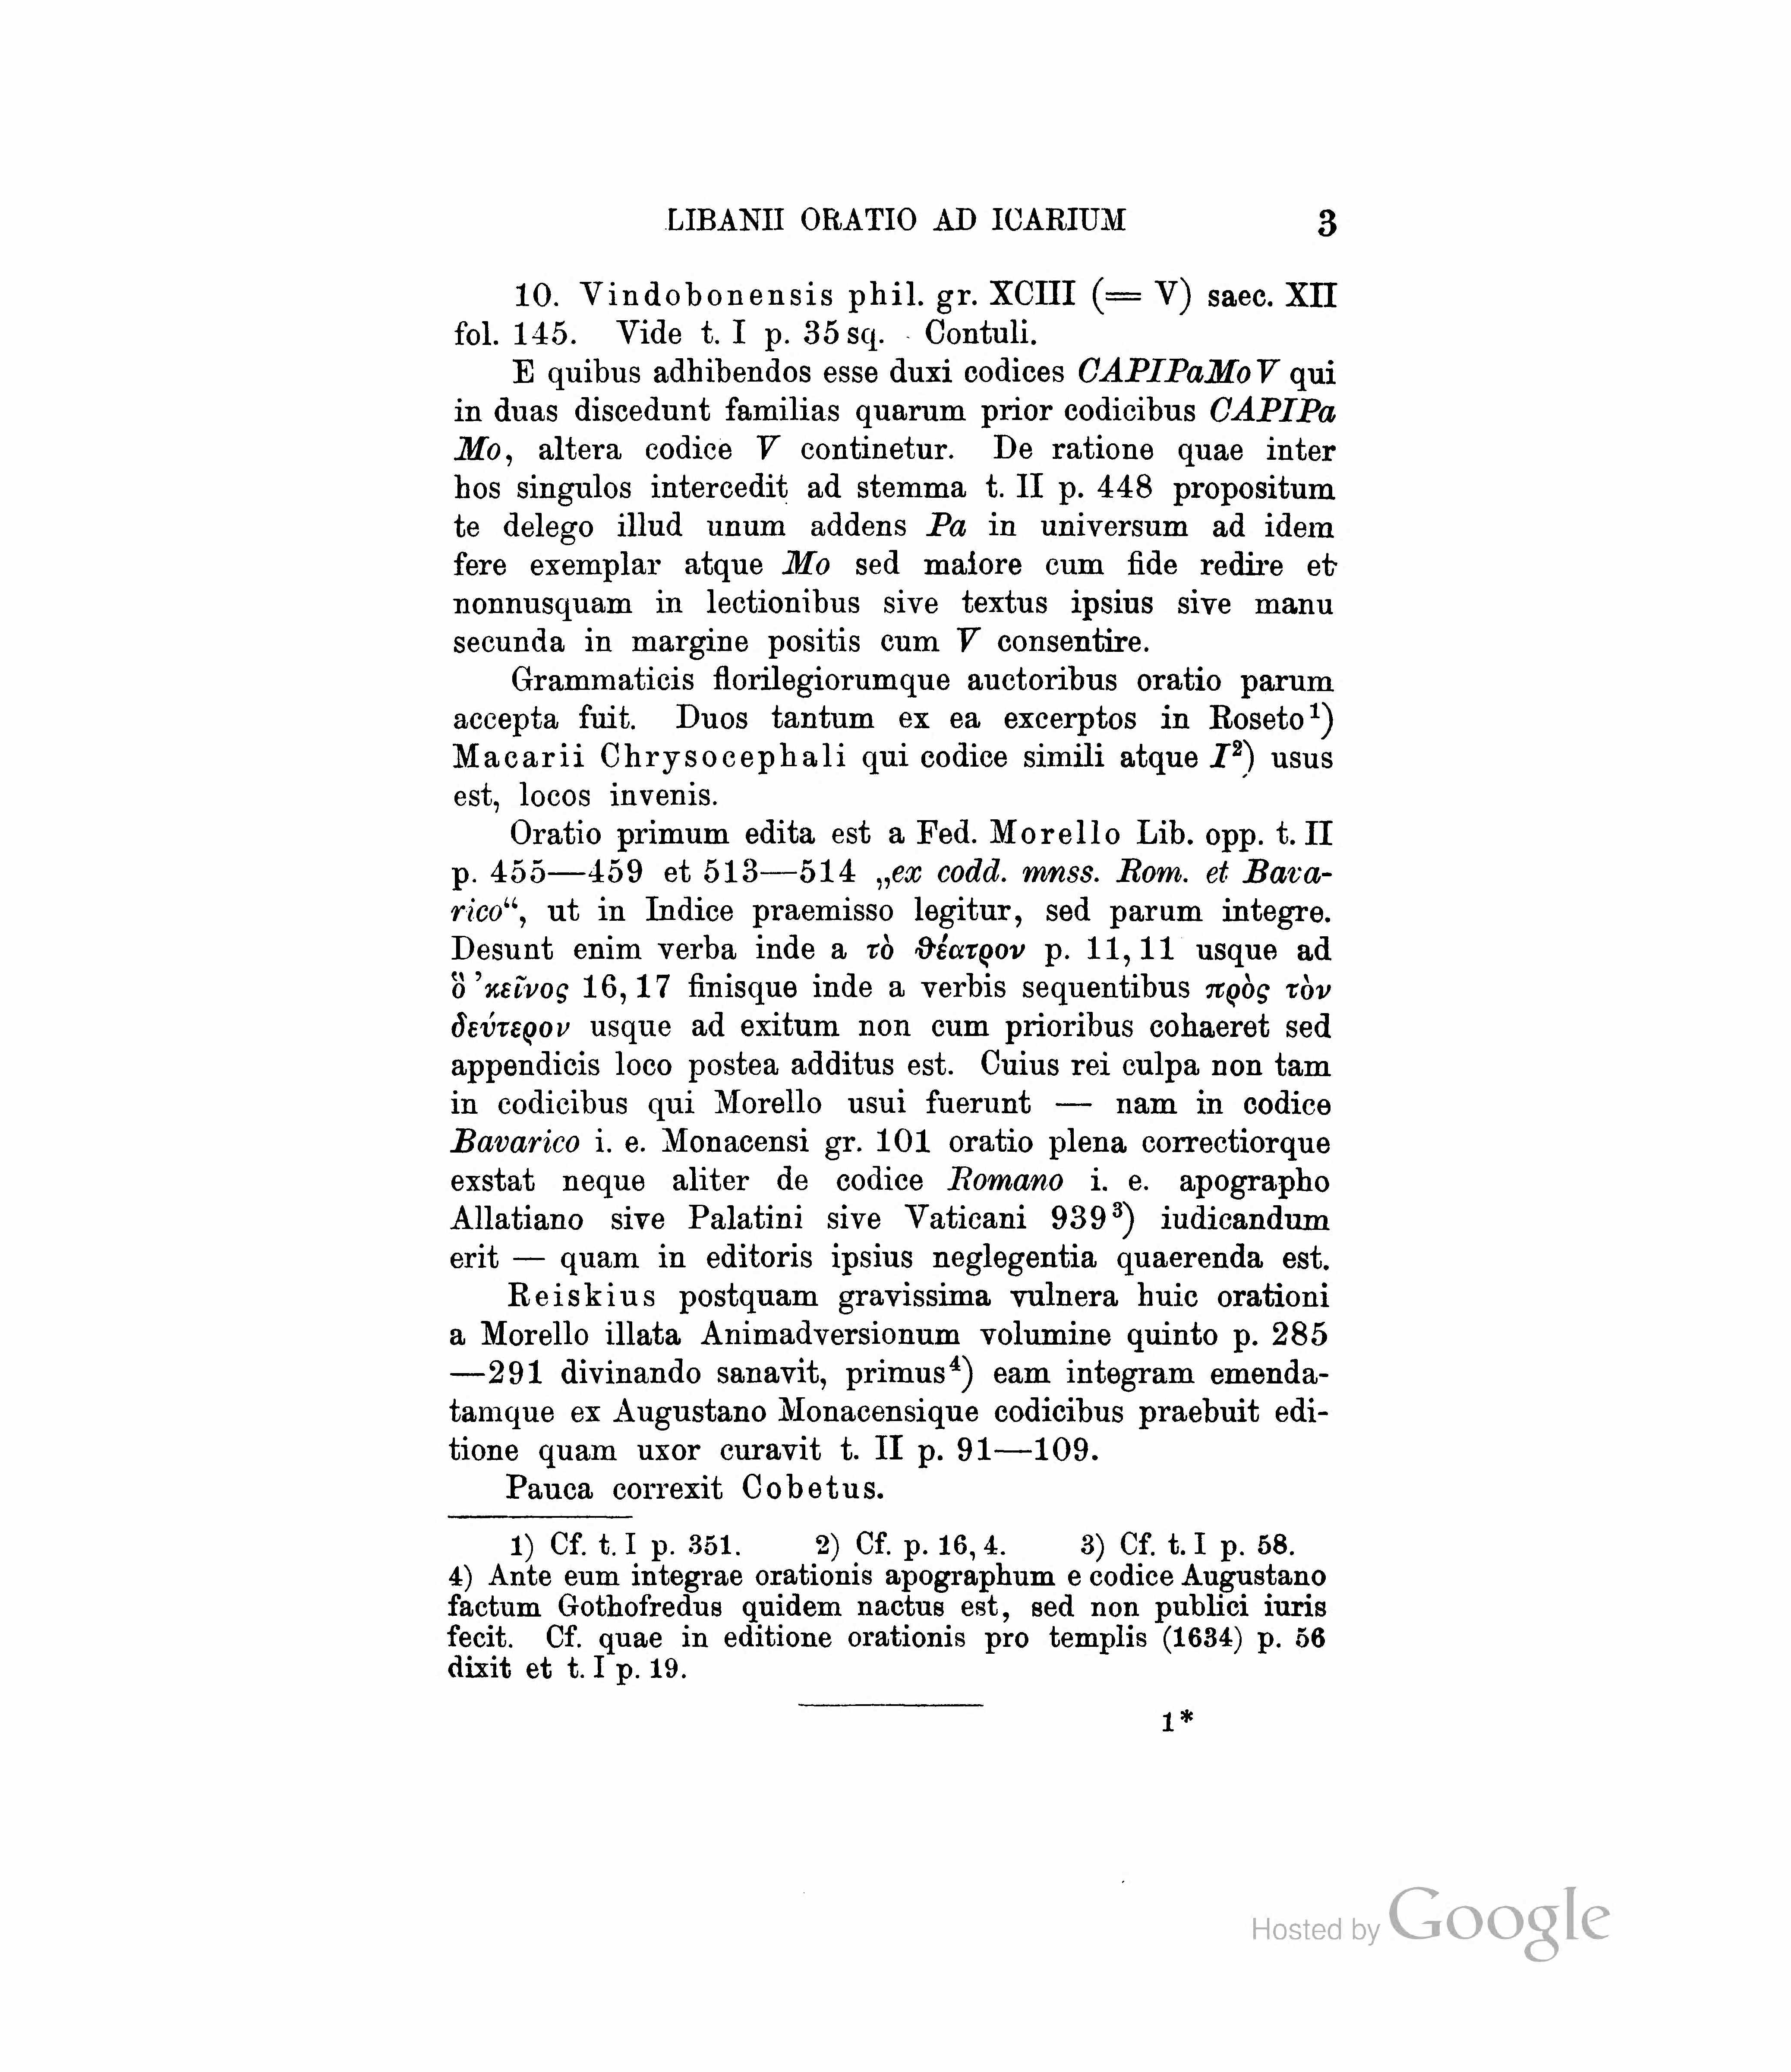 LIBANII ORATIO AD ICARIUM 3
10. Vindobonensis phil. gr. XCIII (= V) saec. XII
fol. 145. Vide t. I p. 35 sq. Contuli.
E quibus adhibendos esse duxi codices CAPIPaMoV qui
in duas discedunt familias quarum prior codicibus CAPIPa
Mo, altera codice V continetur. De ratione quae inter
hos singulos intercedit ad stemma t. II p. 448 propositum
te delego illud unum addens Pa in universum ad idem
fere exemplar atque Mo sed maiore cum fide redire et
nonnusquam in lectionibus sive textus ipsius sive manu
secunda in margine positis cum V consentire.
Grammaticis florilegiorumque auctoribus oratio parum
accepta fuit. Duos tantum ex ea excerptos in Roseto¹)
Macarii Chrysocephali qui codice simili atque I²) usus
est, locos invenis.
Oratio primum edita est a Fed. Morello Lib. opp. t. II
p. 455—459 et 513—514 „ex codd. mnss. Rom. et Bava-
rico“, ut in Indice praemisso legitur, sed parum integre.
Desunt enim verba inde a τὸ θέατρον p. 11, 11 usque ad
ὃ ’κεῖνος 16, 17 finisque inde a verbis sequentibus πρὸς τὸν
δεύτερον usque ad exitum non cum prioribus cohaeret sed
appendicis loco postea additus est. Cuius rei culpa non tam
in codicibus qui Morello usui fuerunt — nam in codice
Bavarico i. e. Monacensi gr. 101 oratio plena correctiorque
exstat neque aliter de codice Romano i. e. apographo
Allatiano sive Palatini sive Vaticani 939³) iudicandum
erit — quam in editoris ipsius neglegentia quaerenda est.
Reiskius postquam gravissima vulnera huic orationi
a Morello illata Animadversionum volumine quinto p. 285
—291 divinando sanavit, primus⁴) eam integram emenda-
tamque ex Augustano Monacensique codicibus praebuit edi-
tione quam uxor curavit t. II p. 91—109.
Pauca correxit Cobetus.
1) Cf. t. I p. 351. 2) Cf. p. 16, 4. 3) Cf. t. I p. 58.
4) Ante eum integrae orationis apographum e codice Augustano
factum Gothofredus quidem nactus est, sed non publici iuris
fecit. Cf. quae in editione orationis pro templis (1634) p. 56
dixit et t. I p. 19.
1*
Hosted by Google